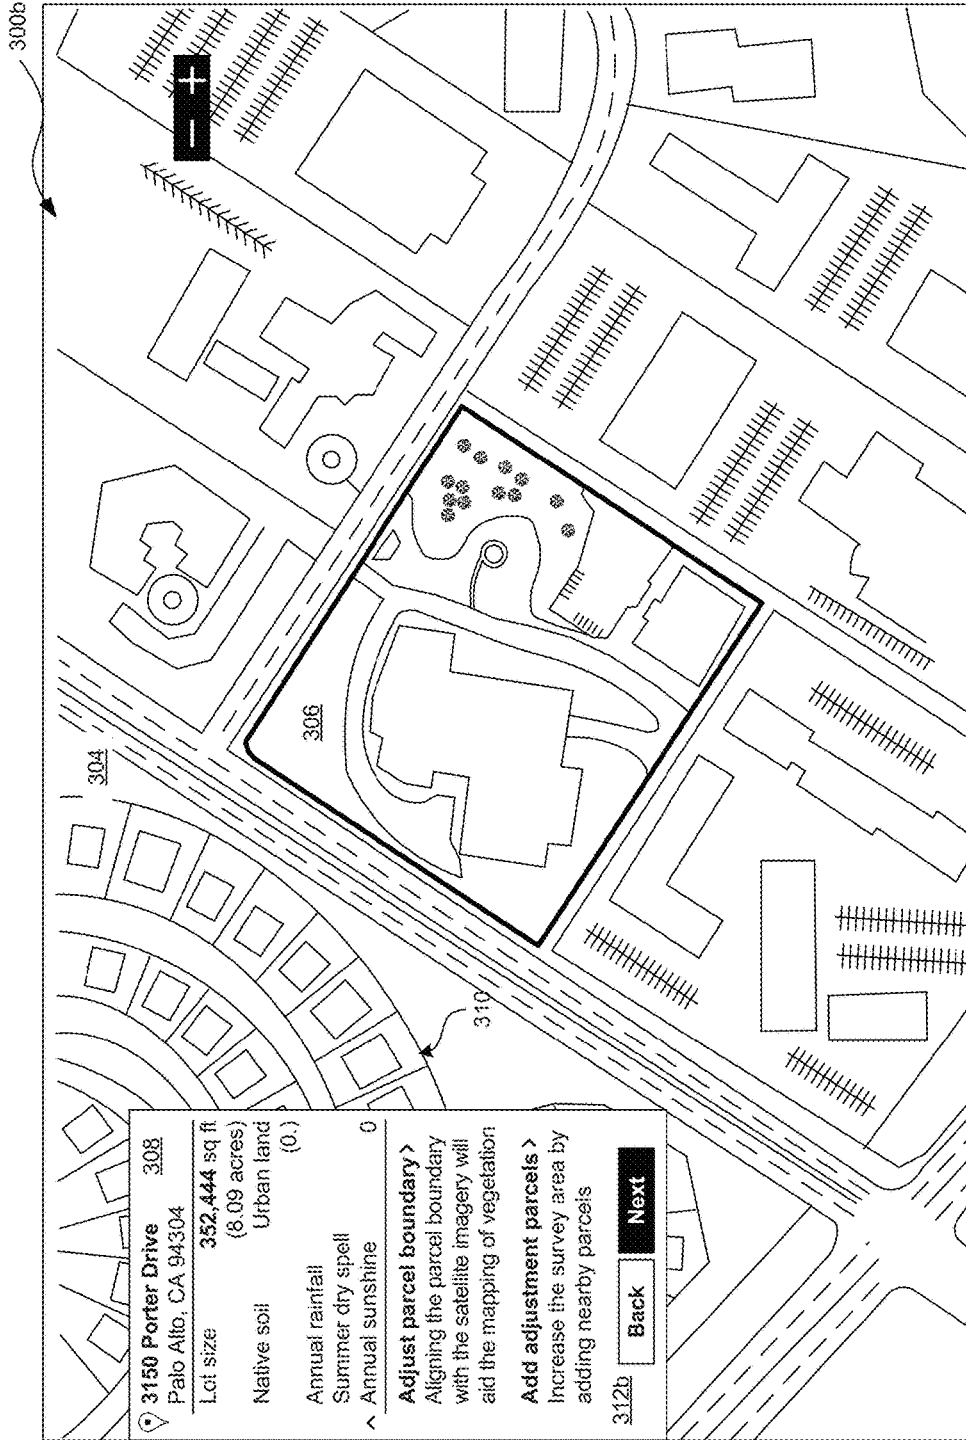 300b
− +
304
306
310
3150 Porter Drive 308
Palo Alto, CA 94304
Lot size 352,444 sq ft
(8.09 acres)
Native soil Urban land
(0.)
Annual rainfall
Summer dry spell
^ Annual sunshine 0
Adjust parcel boundary >
Aligning the parcel boundary
with the satellite imagery will
aid the mapping of vegetation
Add adjustment parcels >
Increase the survey area by
adding nearby parcels
312b Back Next